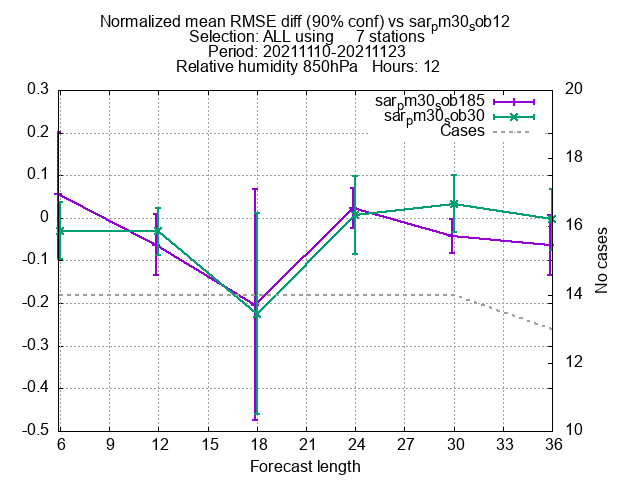 Normalized mean RMSE diff (90% conf) vs sarpm30sob12
Selection: ALL using 7 stations
Period: 20211110-20211123
Relative humidity 850hPa Hours: 12
sarpm30sob185
sarpm30sob30
Cases
0.3
0.2
0.1
0
-0.1
-0.2
-0.3
-0.4
-0.5
20
18
16
14
12
10
No cases
6 9 12 15 18 21 24 27 30 33 36
Forecast length